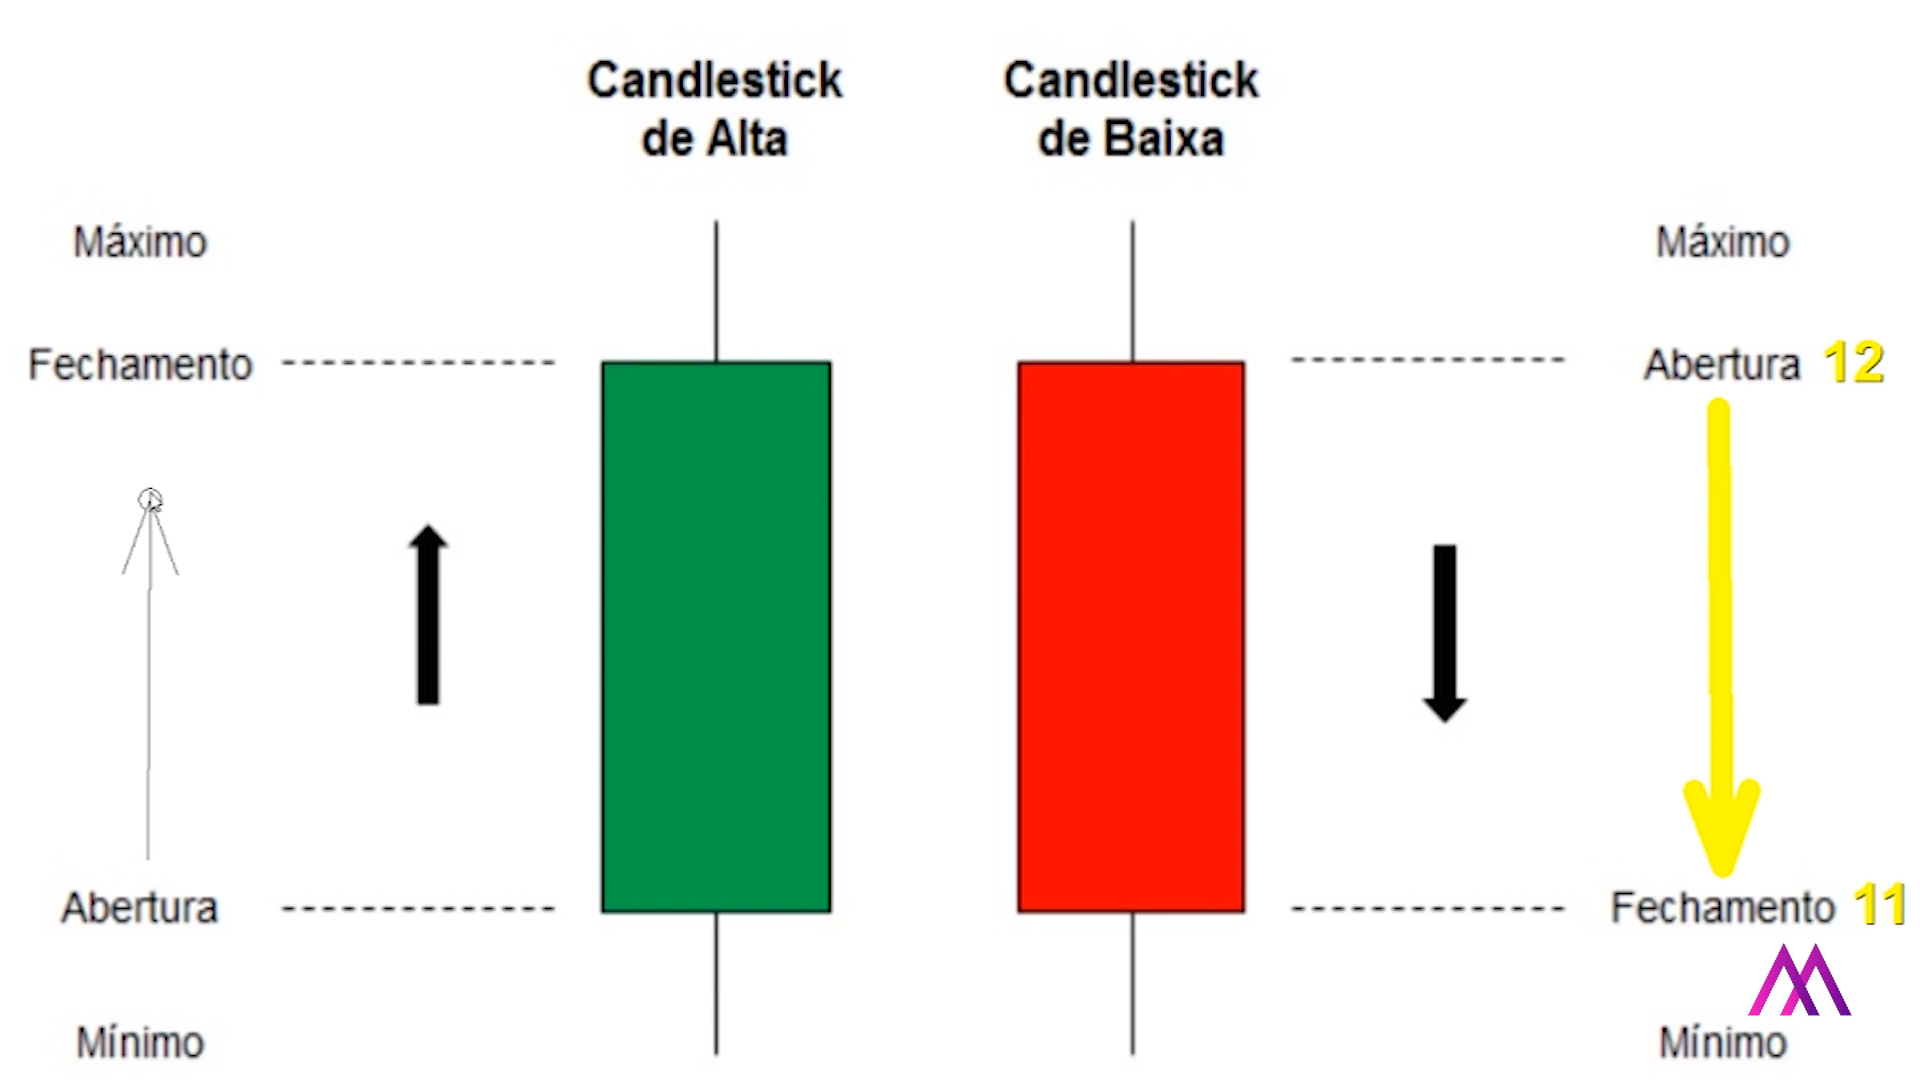 Candlestick
de Alta
Candlestick
de Baixa
Máximo
Máximo
Fechamento
Abertura 12
Abertura
Fechamento 11
Mínimo
Mínimo